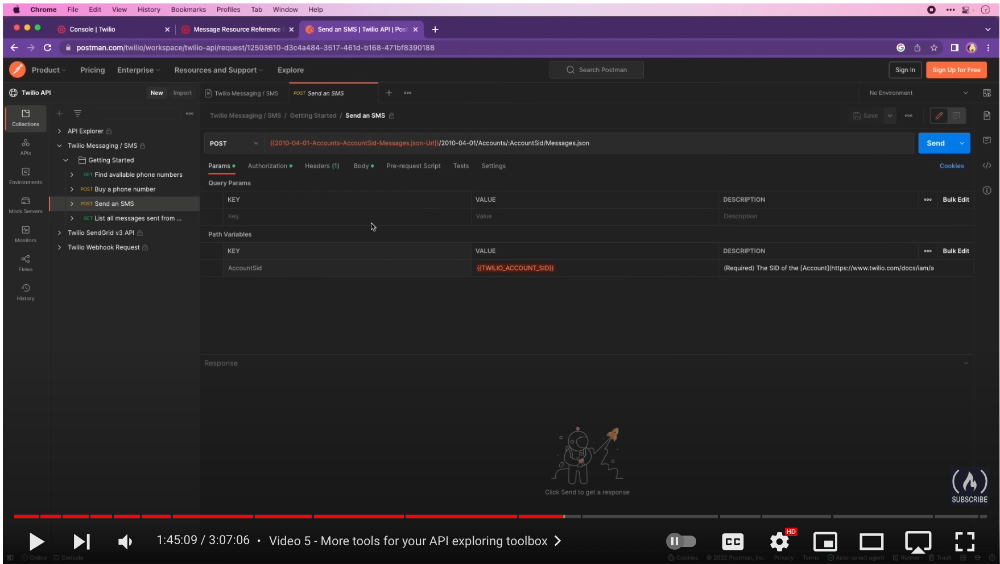 Chrome File Edit View History Bookmarks Profiles Tab Window Help
Console | Twilio Message Resource Reference Send an SMS | Twilio API | Pos
postman.com/twilio/workspace/twilio-api/request/12503610-d3c4a484-3517-461d-b168-471bf8390188
Product Pricing Enterprise Resources and Support Explore Search Postman Sign In Sign Up for Free
Twilio API New Import Twilio Messaging / SMS POST Send an SMS No Environment
Collections
APIs
Environments
Mock Servers
Monitors
Flows
History
API Explorer
Twilio Messaging / SMS
Getting Started
GET Find available phone numbers
POST Buy a phone number
POST Send an SMS
GET List all messages sent from ...
Twilio SendGrid v3 API
Twilio Webhook Request
Twilio Messaging / SMS / Getting Started / Send an SMS Save
POST {{2010-04-01-Accounts-AccountSid-Messages.json-Url}}/2010-04-01/Accounts/:AccountSid/Messages.json Send
Params Authorization Headers (1) Body Pre-request Script Tests Settings Cookies
Query Params
KEY VALUE DESCRIPTION Bulk Edit
Key Value Description
Path Variables
KEY VALUE DESCRIPTION Bulk Edit
AccountSid {{TWILIO_ACCOUNT_SID}} (Required) The SID of the [Account](https://www.twilio.com/docs/iam/a
Response
Click Send to get a response
SUBSCRIBE
1:45:09 / 3:07:06 • Video 5 - More tools for your API exploring toolbox CC HD
Online Console Cookies © 2022 Postman, Inc. Privacy Terms Auto-select agent Runner Trash